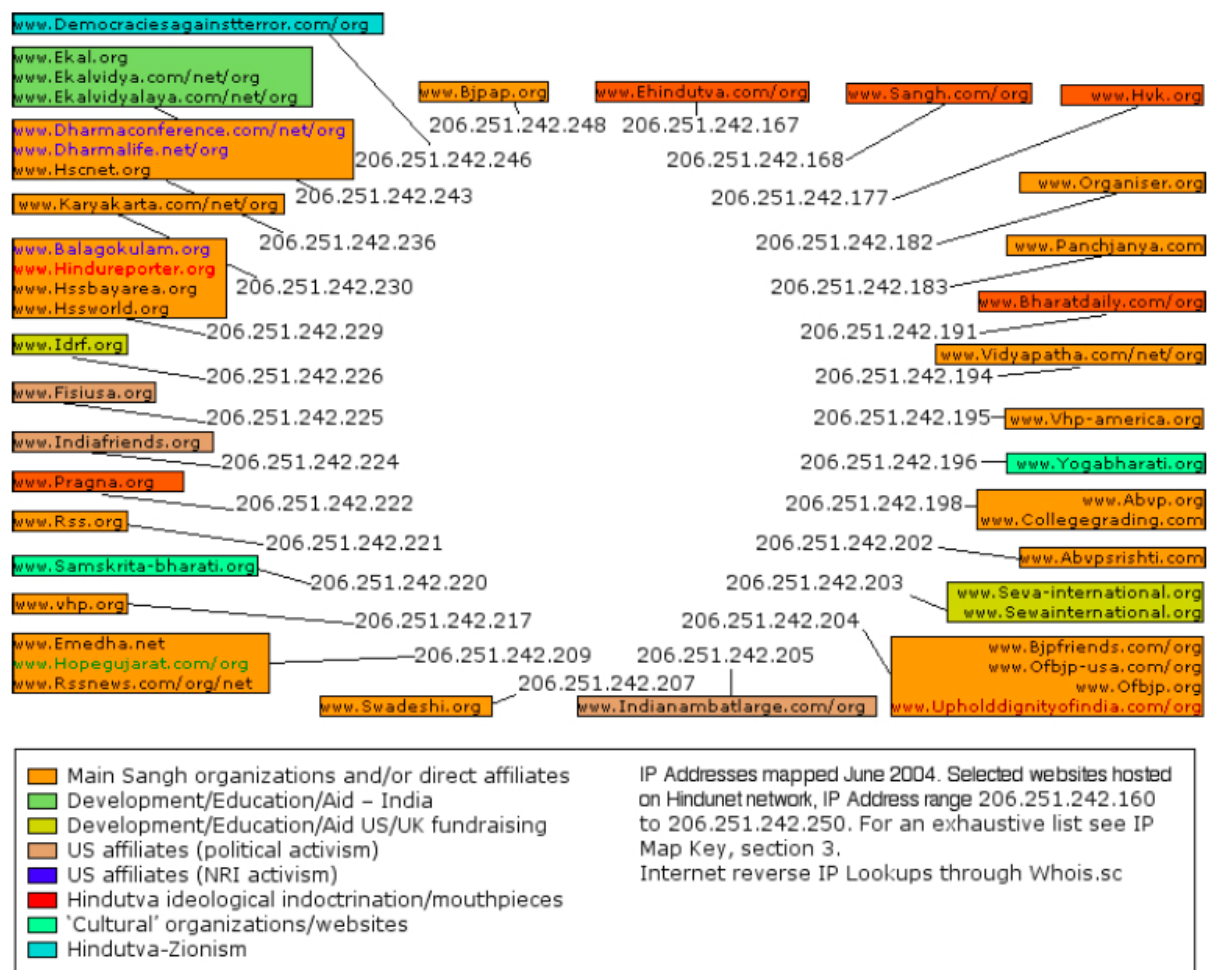 www.Democraciesagainstterror.com/org
www.Ekal.org
www.Ekalvidya.com/net/org
www.Ekalvidyalaya.com/net/org
www.Dharmaconference.com/net/org
www.Dharmalife.net/org
www.Hscnet.org
www.Karyakarta.com/net/org
www.Balagokulam.org
www.Hindureporter.org
www.Hssbayarea.org
www.Hssworld.org
www.Idrf.org
www.Fisiusa.org
www.Indiafriends.org
www.Pragna.org
www.Rss.org
www.Samskrita-bharati.org
www.vhp.org
www.Emedha.net
www.Hopegujarat.com/org
www.Rssnews.com/org/net
206.251.242.246
206.251.242.243
206.251.242.236
206.251.242.230
206.251.242.229
206.251.242.226
206.251.242.225
206.251.242.224
206.251.242.222
206.251.242.221
206.251.242.220
206.251.242.217
206.251.242.209
www.Bjpap.org
206.251.242.248
www.Ehindutva.com/org
206.251.242.167
www.Sangh.com/org
206.251.242.168
www.Hvk.org
206.251.242.177
www.Organiser.org
206.251.242.182
www.Panchjanya.com
206.251.242.183
www.Bharatdaily.com/org
206.251.242.191
www.Vidyapatha.com/net/org
206.251.242.194
206.251.242.195
www.Vhp-america.org
206.251.242.196
www.Yogabharati.org
206.251.242.198
www.Abvp.org
www.Collegegrading.com
206.251.242.202
www.Abvpsrishti.com
206.251.242.203
www.Seva-international.org
www.Sewainternational.org
206.251.242.204
www.Bjpfriends.com/org
www.Ofbjp-usa.com/org
www.Ofbjp.org
www.Upholddignityofindia.com/org
206.251.242.205
www.Indianambatlarge.com/org
206.251.242.207
www.Swadeshi.org
Main Sangh organizations and/or direct affiliates
Development/Education/Aid – India
Development/Education/Aid US/UK fundraising
US affiliates (political activism)
US affiliates (NRI activism)
Hindutva ideological indoctrination/mouthpieces
‘Cultural’ organizations/websites
Hindutva-Zionism
IP Addresses mapped June 2004. Selected websites hosted
on Hindunet network, IP Address range 206.251.242.160
to 206.251.242.250. For an exhaustive list see IP
Map Key, section 3.
Internet reverse IP Lookups through Whois.sc